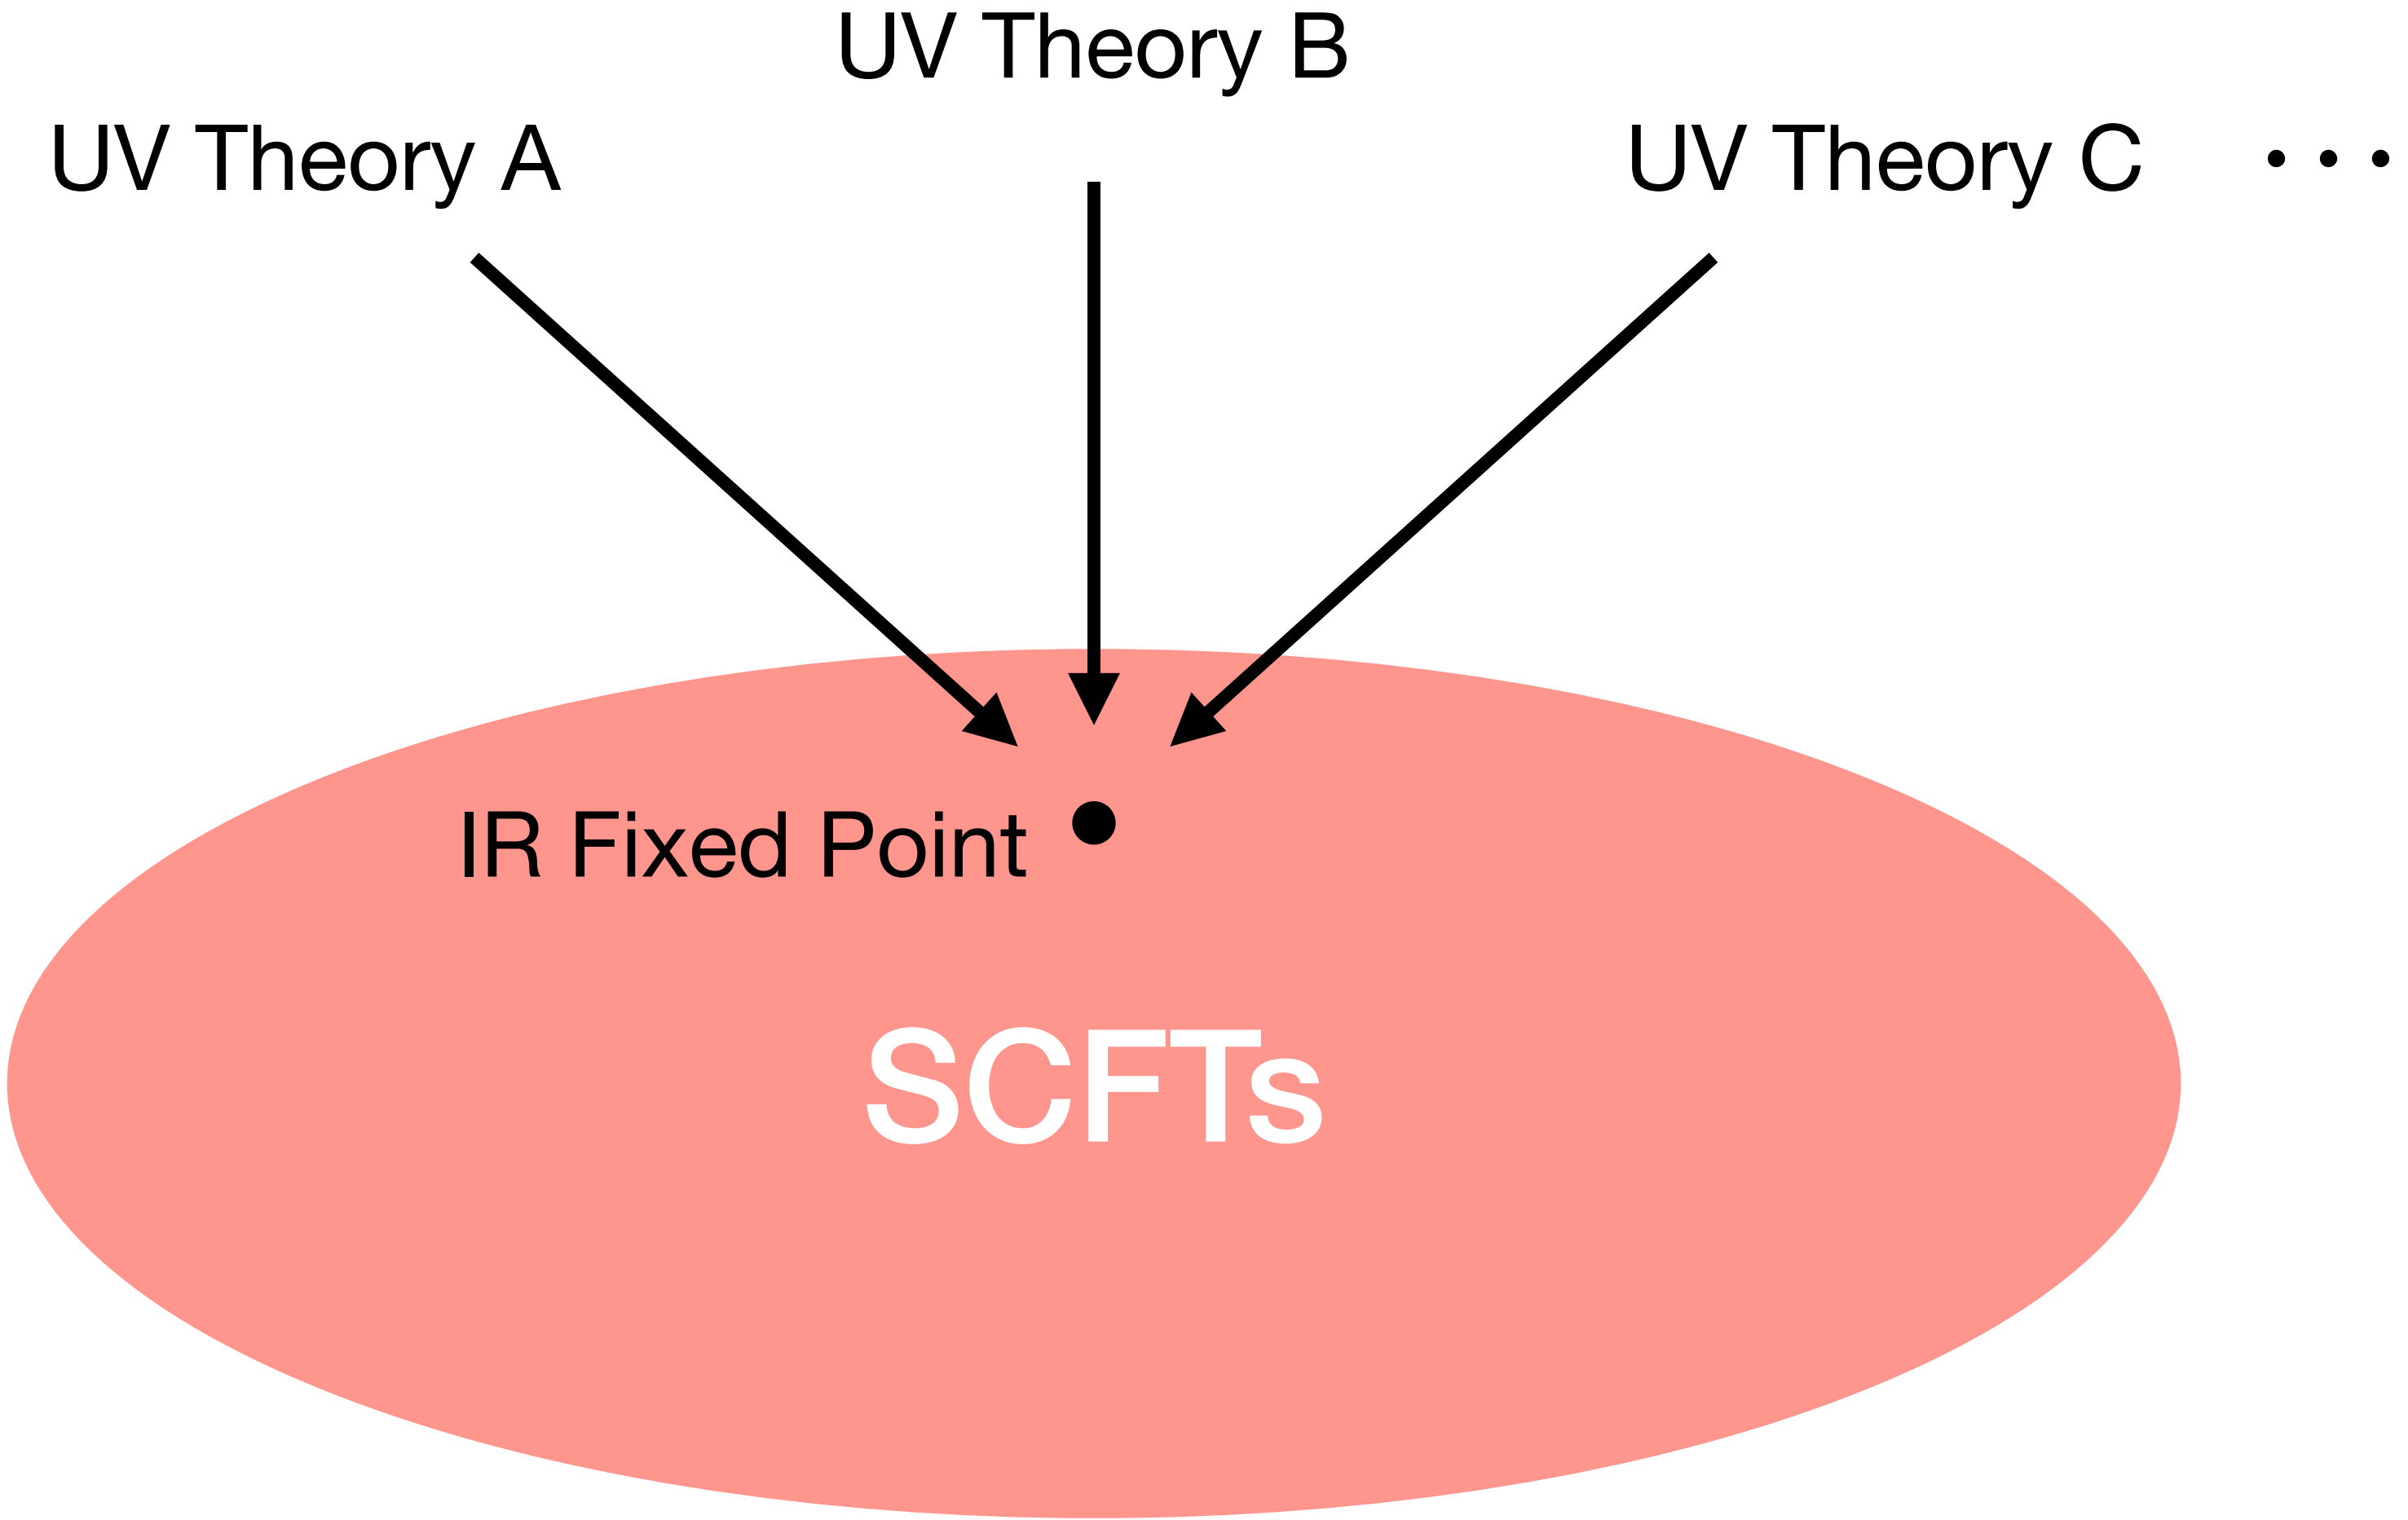 UV Theory B
UV Theory A
UV Theory C • • •
IR Fixed Point
SCFTs